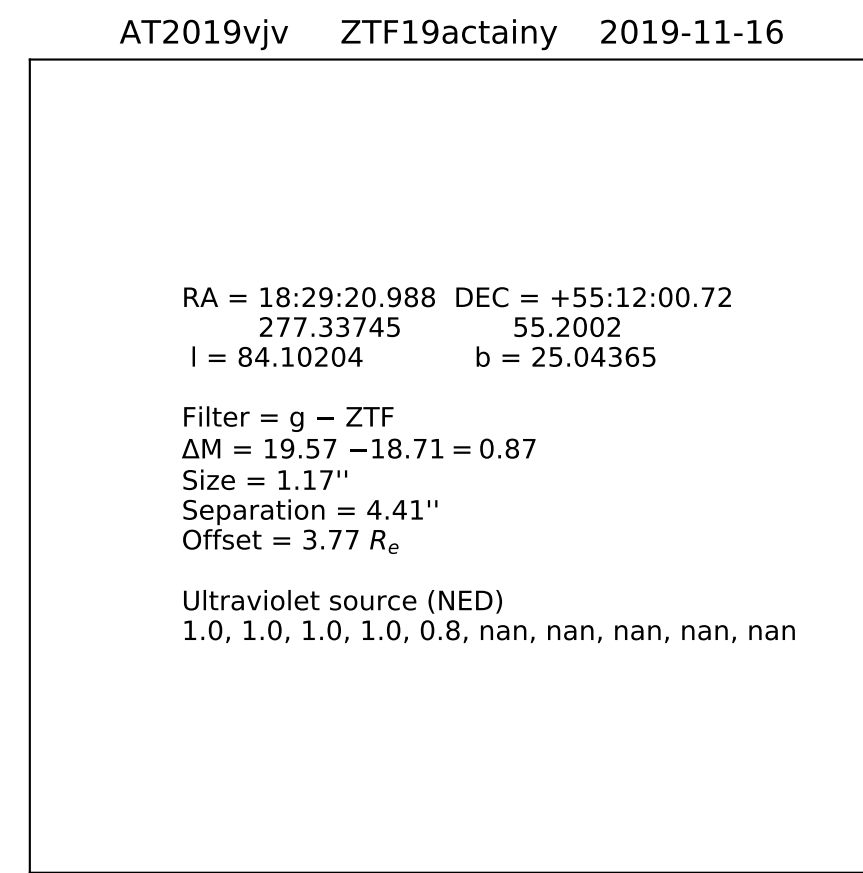 AT2019vjv ZTF19actainy 2019-11-16
RA = 18:29:20.988 DEC = +55:12:00.72
277.33745 55.2002
l = 84.10204 b = 25.04365
Filter = g − ZTF
ΔM = 19.57 −18.71 = 0.87
Size = 1.17''
Separation = 4.41''
Offset = 3.77 Rₑ
Ultraviolet source (NED)
1.0, 1.0, 1.0, 1.0, 0.8, nan, nan, nan, nan, nan